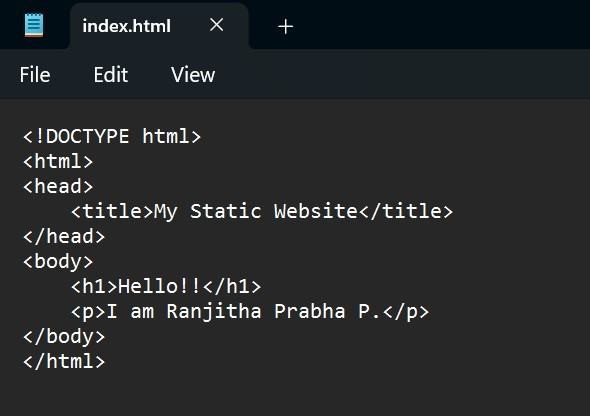 index.html
File Edit View
<!DOCTYPE html>
<html>
<head>
    <title>My Static Website</title>
</head>
<body>
    <h1>Hello!!</h1>
    <p>I am Ranjitha Prabha P.</p>
</body>
</html>